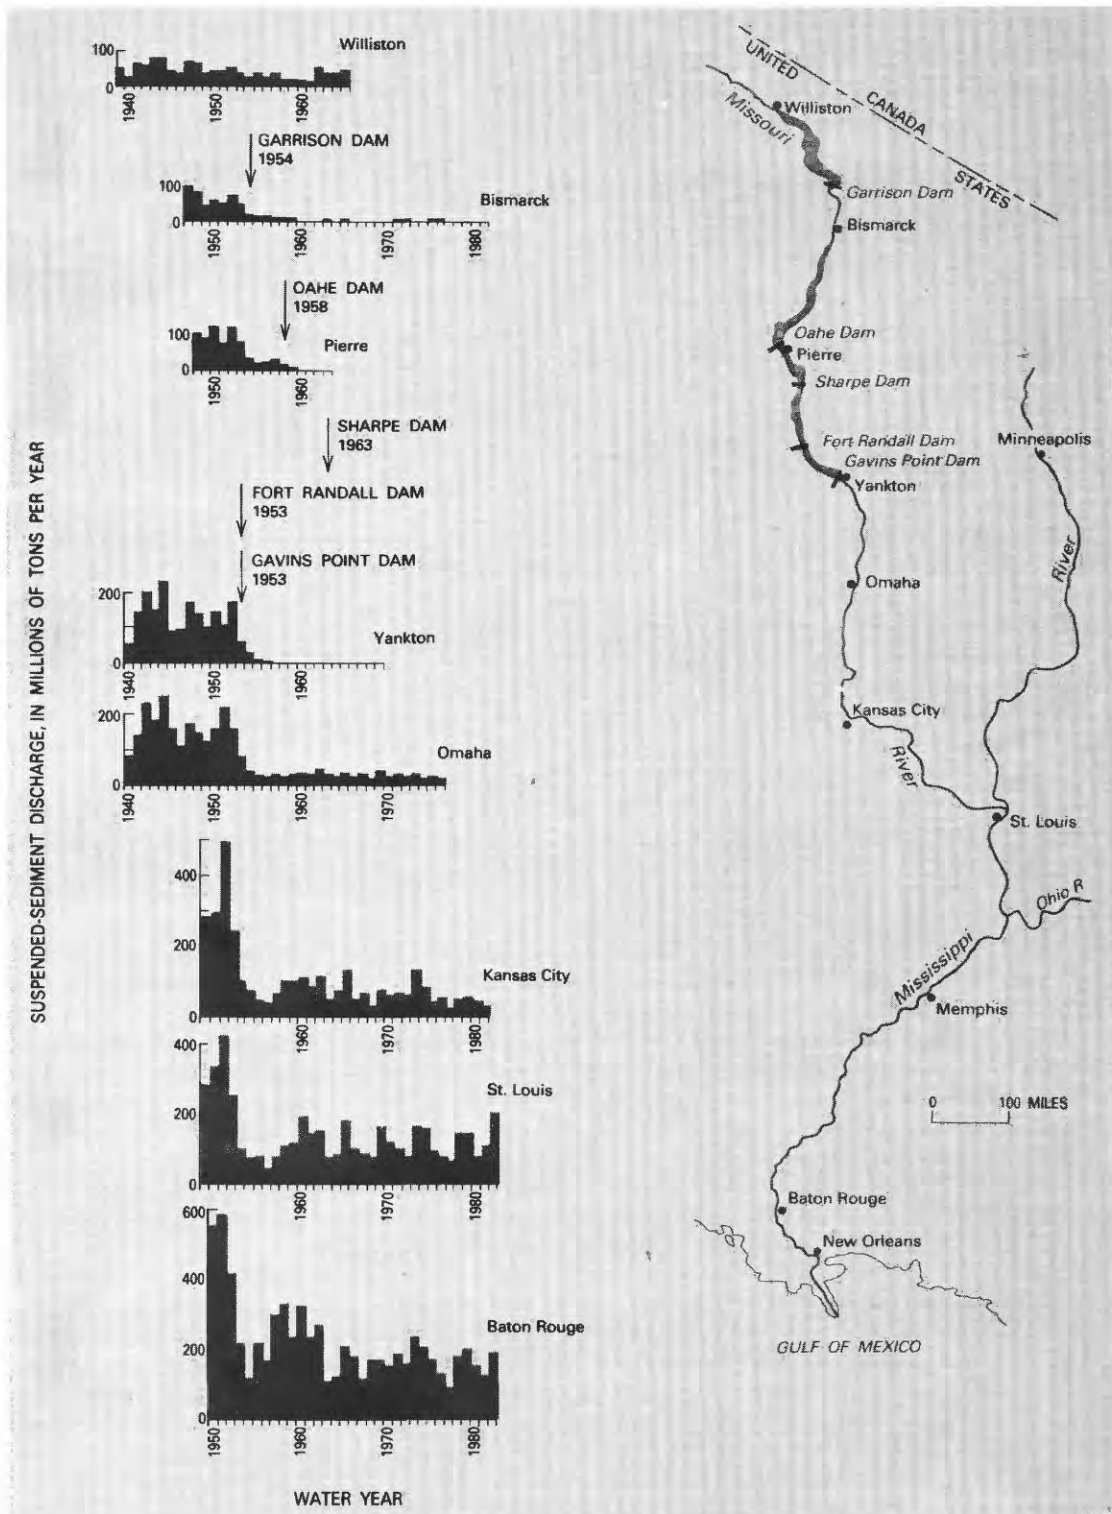 Williston
100
0
1940
1950
1960
GARRISON DAM
1954
Bismarck
100
0
1950
1960
1970
1980
OAHE DAM
1958
Pierre
100
0
1950
1960
SHARPE DAM
1963
FORT RANDALL DAM
1953
GAVINS POINT DAM
1953
Yankton
200
0
1940
1950
1960
Omaha
200
0
1940
1950
1960
1970
Kansas City
400
200
0
1960
1970
1980
St. Louis
400
200
0
1960
1970
1980
Baton Rouge
600
400
200
0
1950
1960
1970
1980
WATER YEAR
SUSPENDED-SEDIMENT DISCHARGE, IN MILLIONS OF TONS PER YEAR
UNITED
CANADA
STATES
Missouri
Williston
Garrison Dam
Bismarck
Oahe Dam
Pierre
Sharpe Dam
Fort Randall Dam
Gavins Point Dam
Yankton
Minneapolis
River
Omaha
Kansas City
River
St. Louis
Ohio R
Mississippi
Memphis
0 100 MILES
Baton Rouge
New Orleans
GULF OF MEXICO